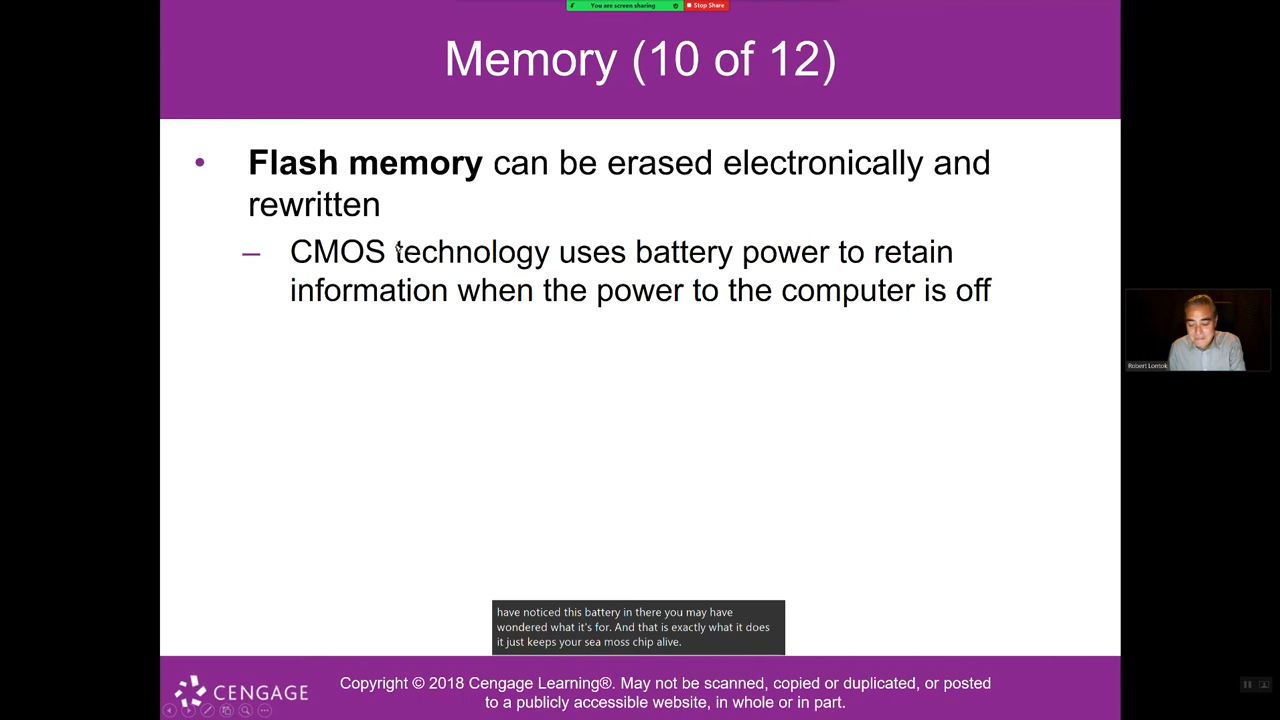 You are screen sharing
Stop Share
Memory (10 of 12)
• Flash memory can be erased electronically and
rewritten
– CMOS technology uses battery power to retain
information when the power to the computer is off
Robert Lontok
have noticed this battery in there you may have
wondered what it's for. And that is exactly what it does
it just keeps your sea moss chip alive.
CENGAGE
Copyright © 2018 Cengage Learning®. May not be scanned, copied or duplicated, or posted
to a publicly accessible website, in whole or in part.